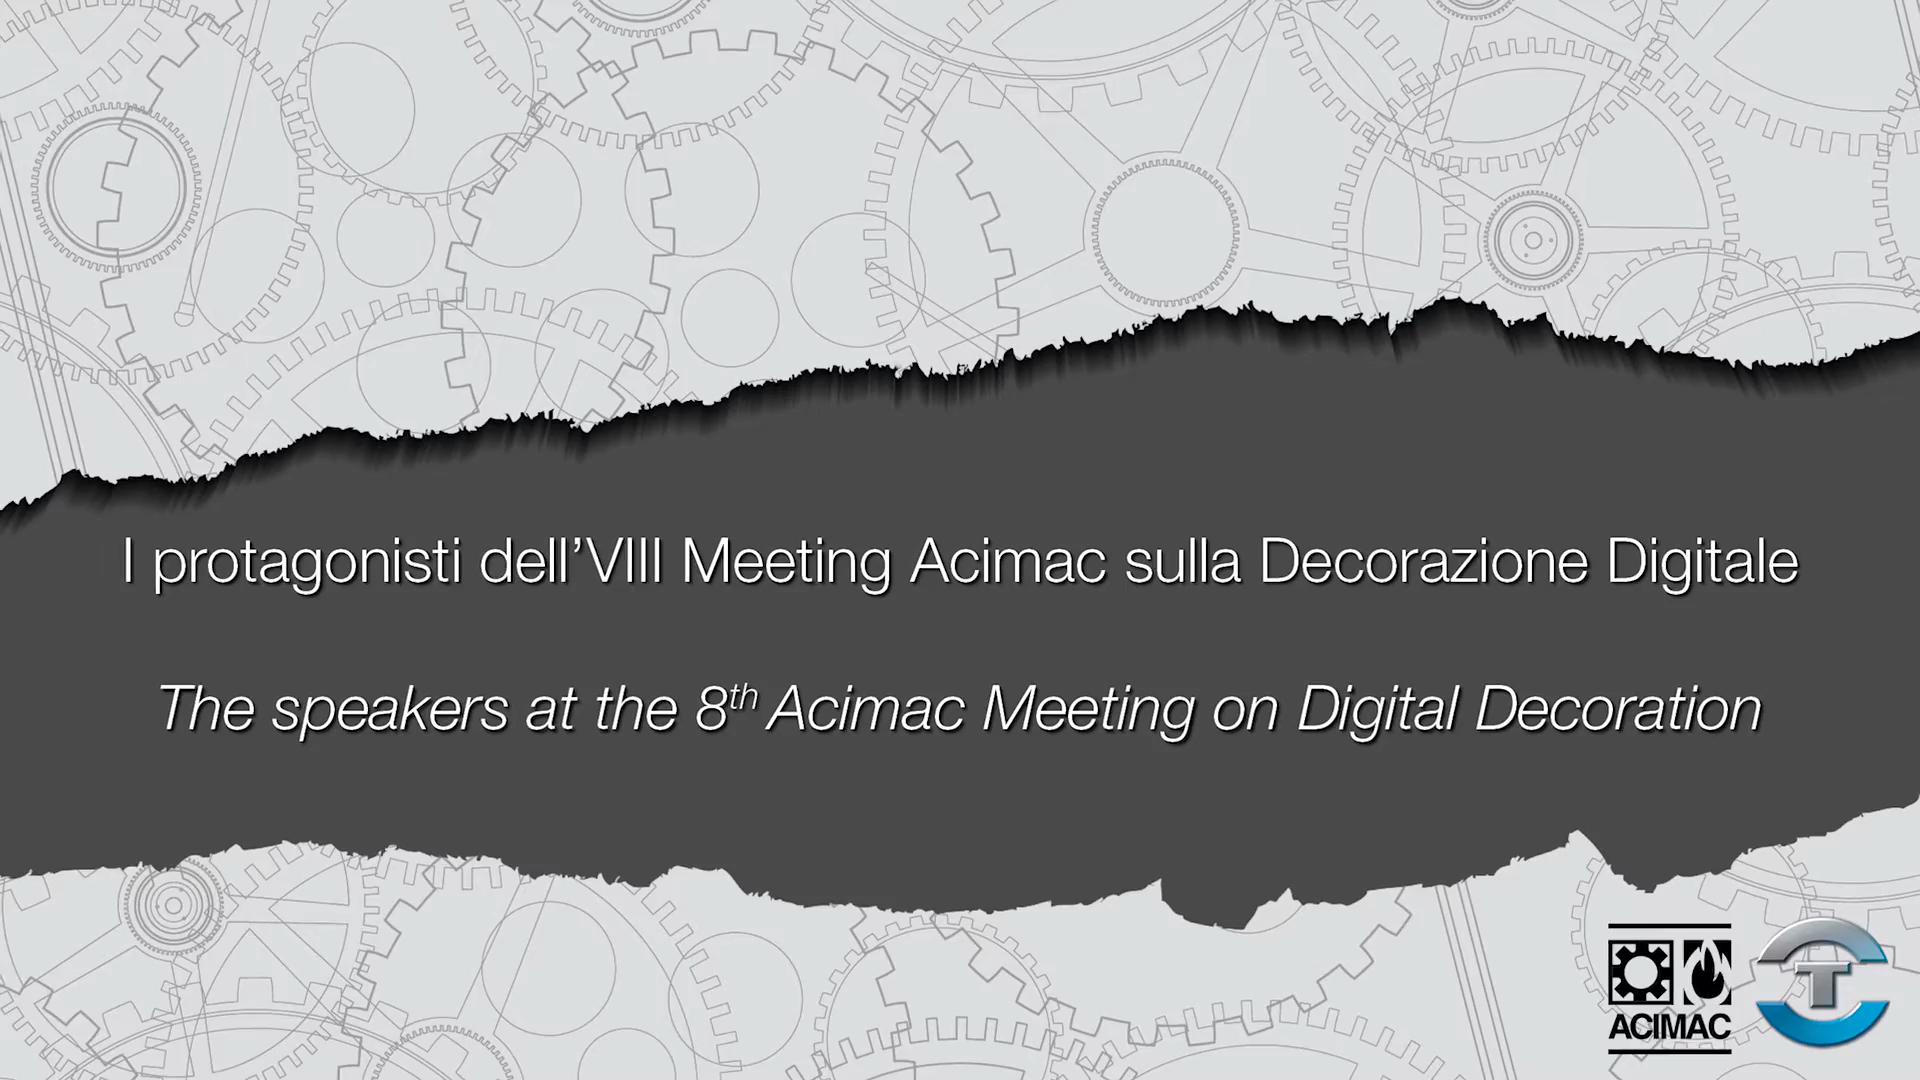 I protagonisti dell’VIII Meeting Acimac sulla Decorazione Digitale
The speakers at the 8th Acimac Meeting on Digital Decoration
ACIMAC
T